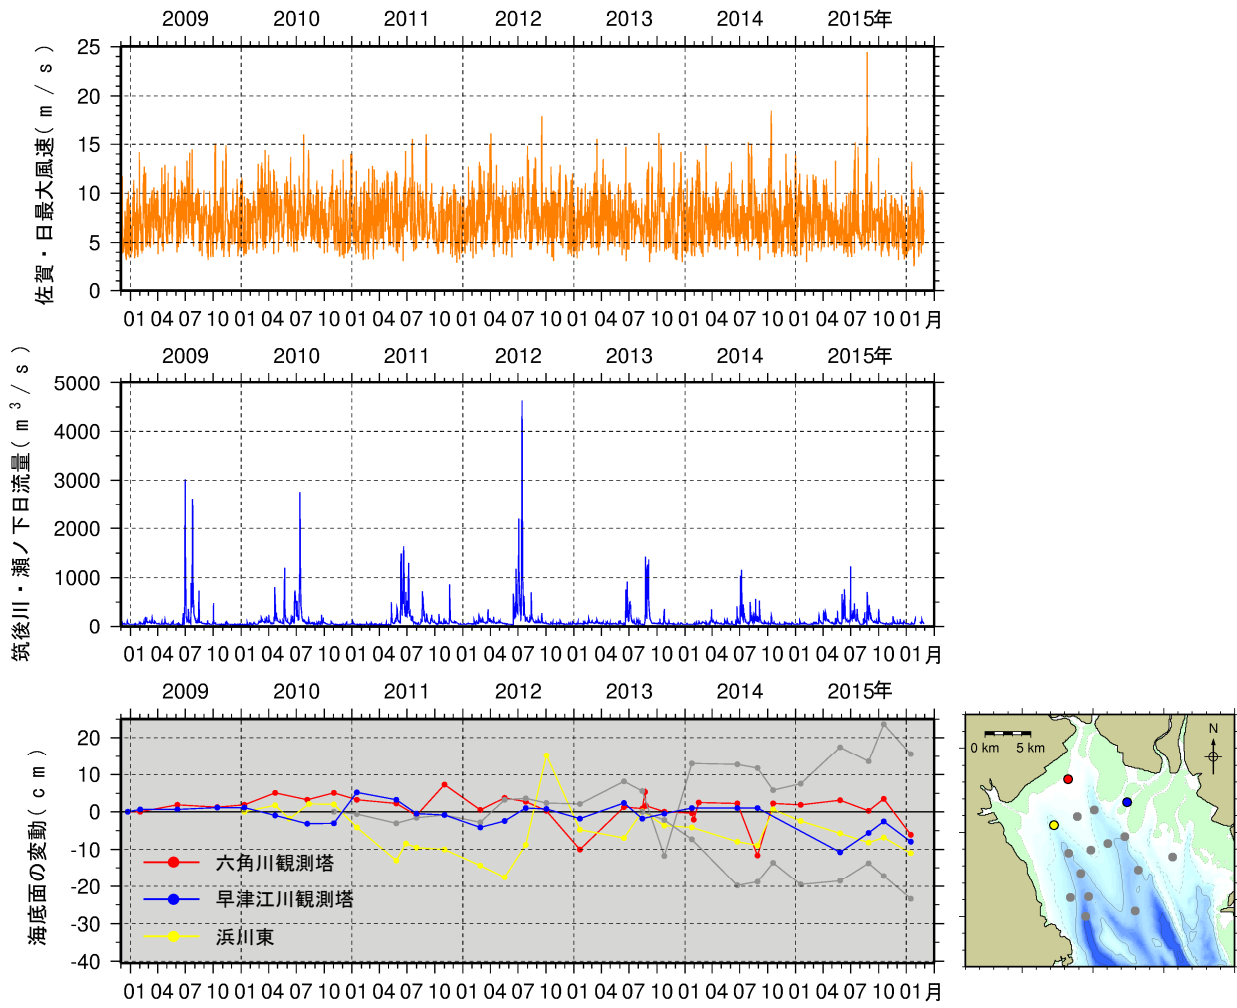 2009 2010 2011 2012 2013 2014 2015年
佐賀・日最大風速(m/s)
25
20
15
10
5
0
01 04 07 10 01 04 07 10 01 04 07 10 01 04 07 10 01 04 07 10 01 04 07 10 01 04 07 10 01 月
2009 2010 2011 2012 2013 2014 2015年
筑後川・瀬ノ下日流量(m³/s)
5000
4000
3000
2000
1000
0
01 04 07 10 01 04 07 10 01 04 07 10 01 04 07 10 01 04 07 10 01 04 07 10 01 04 07 10 01 月
2009 2010 2011 2012 2013 2014 2015年
海底面の変動(cm)
20
10
0
-10
-20
-30
-40
六角川観測塔
早津江川観測塔
浜川東
01 04 07 10 01 04 07 10 01 04 07 10 01 04 07 10 01 04 07 10 01 04 07 10 01 04 07 10 01 月
N
0 km 5 km